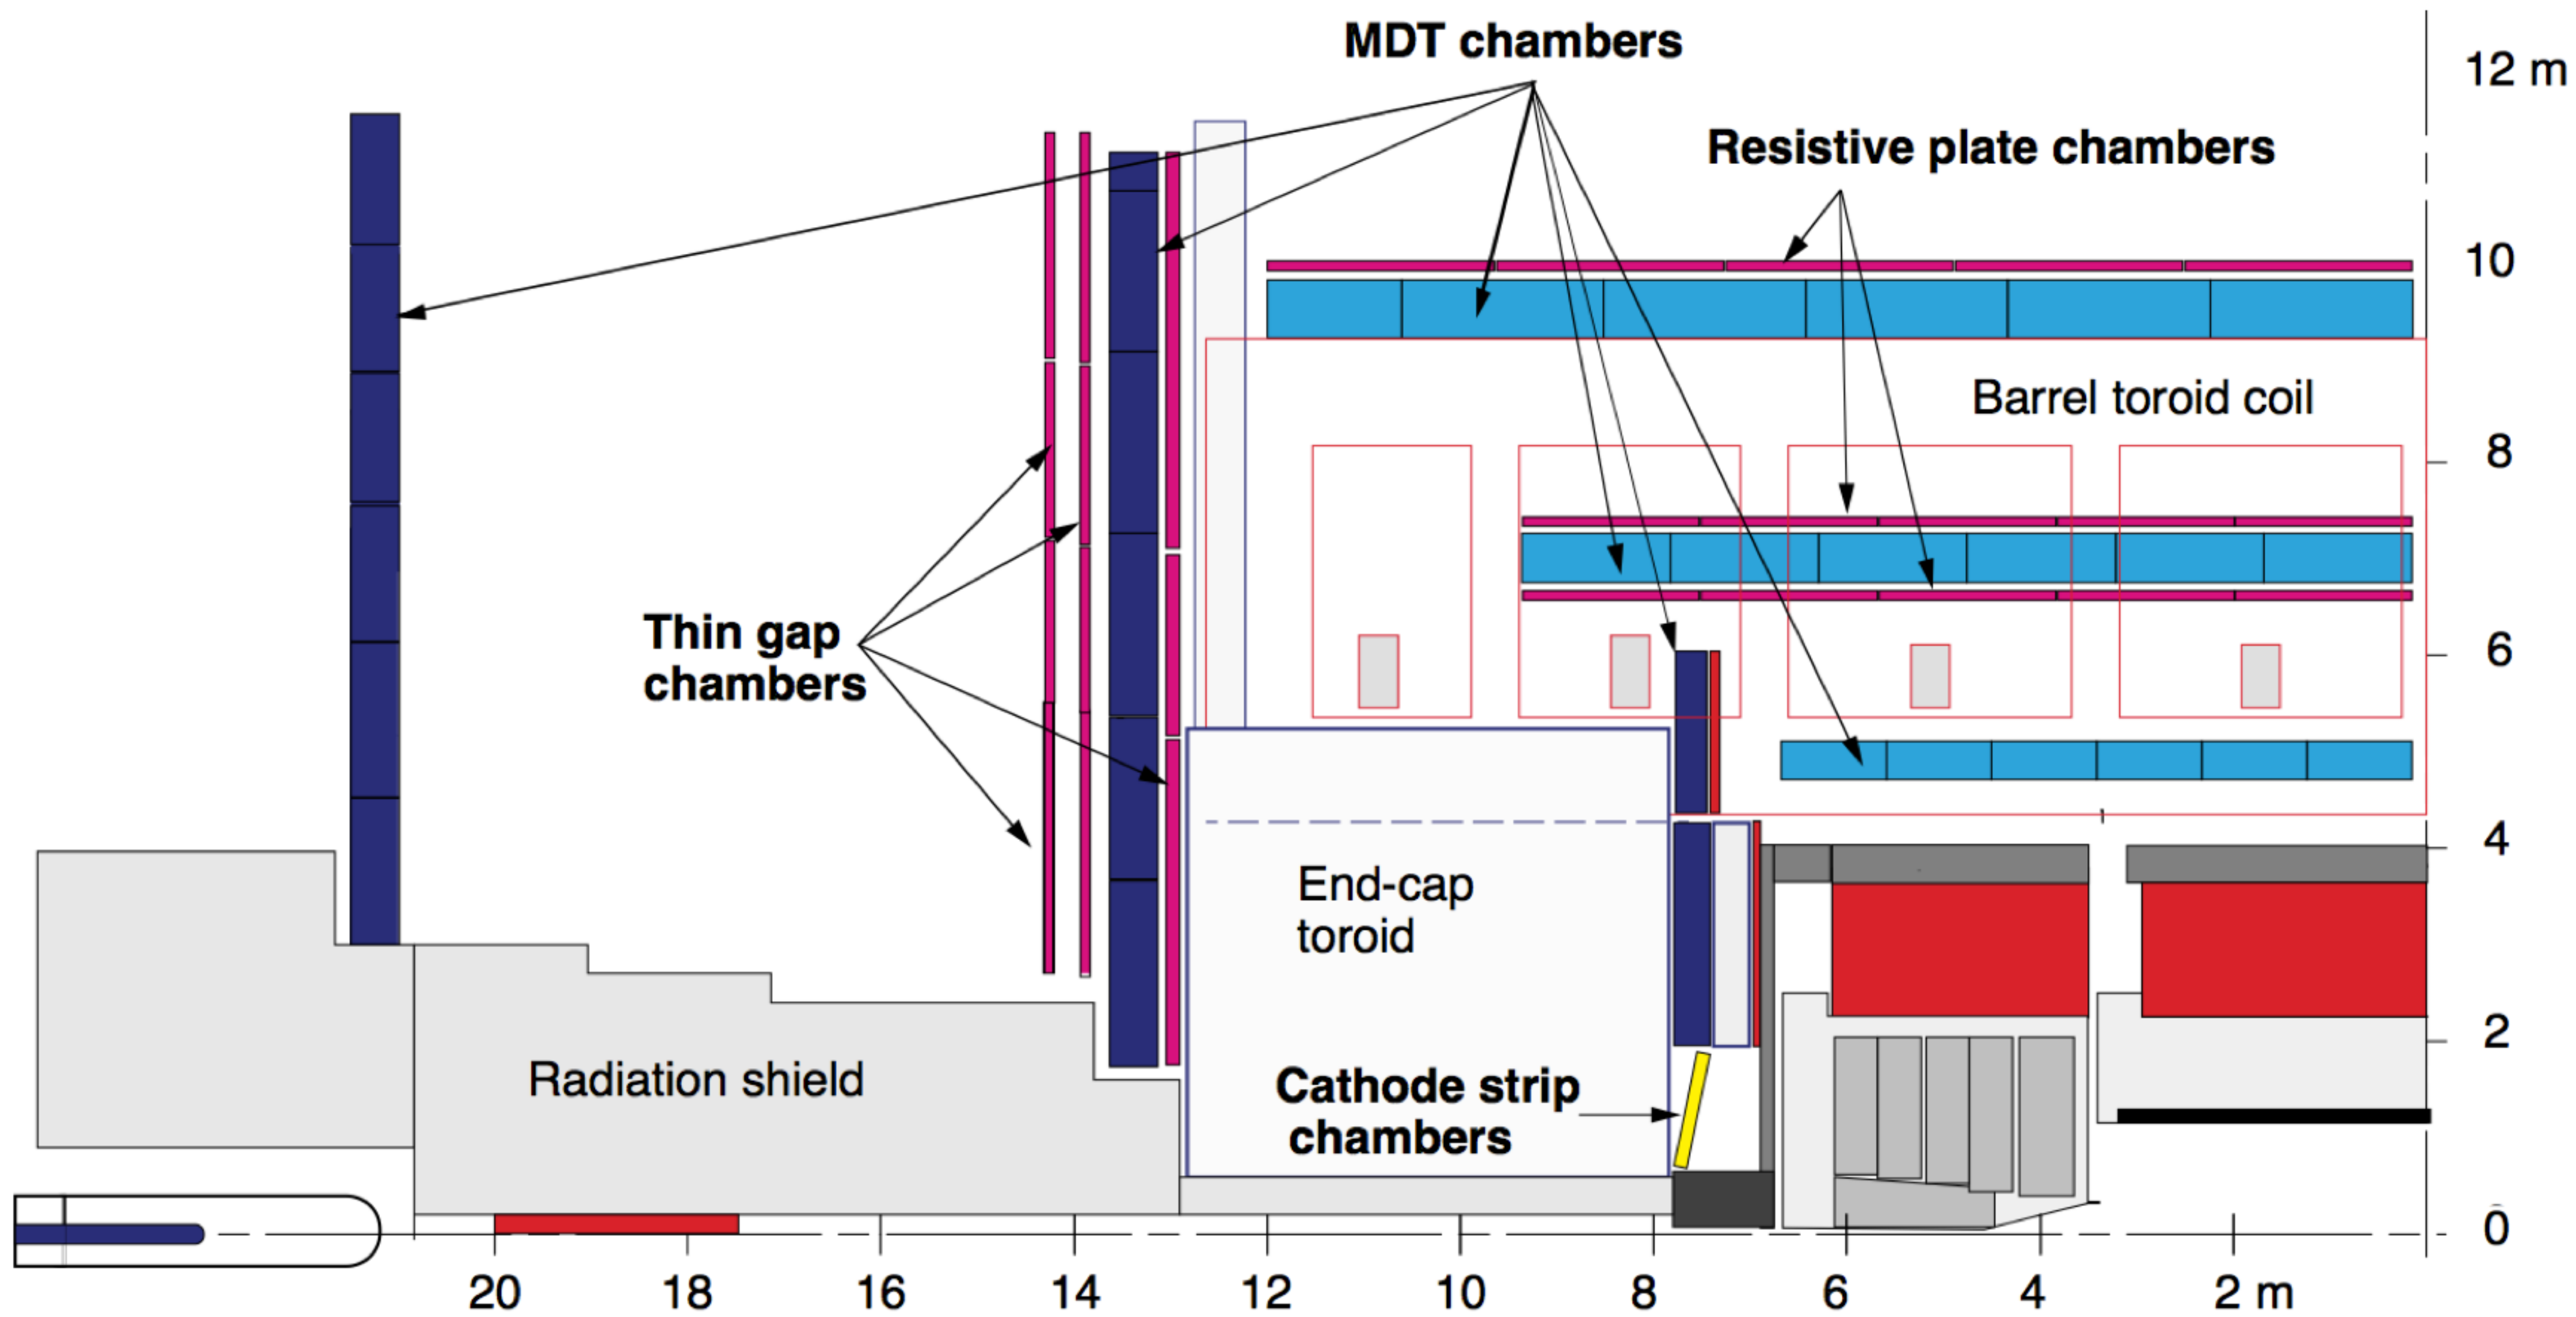 MDT chambers
12 m
Resistive plate chambers
10
Barrel toroid coil
8
Thin gap
chambers
6
4
End-cap
toroid
2
Radiation shield
Cathode strip
chambers
0
20 18 16 14 12 10 8 6 4 2 m